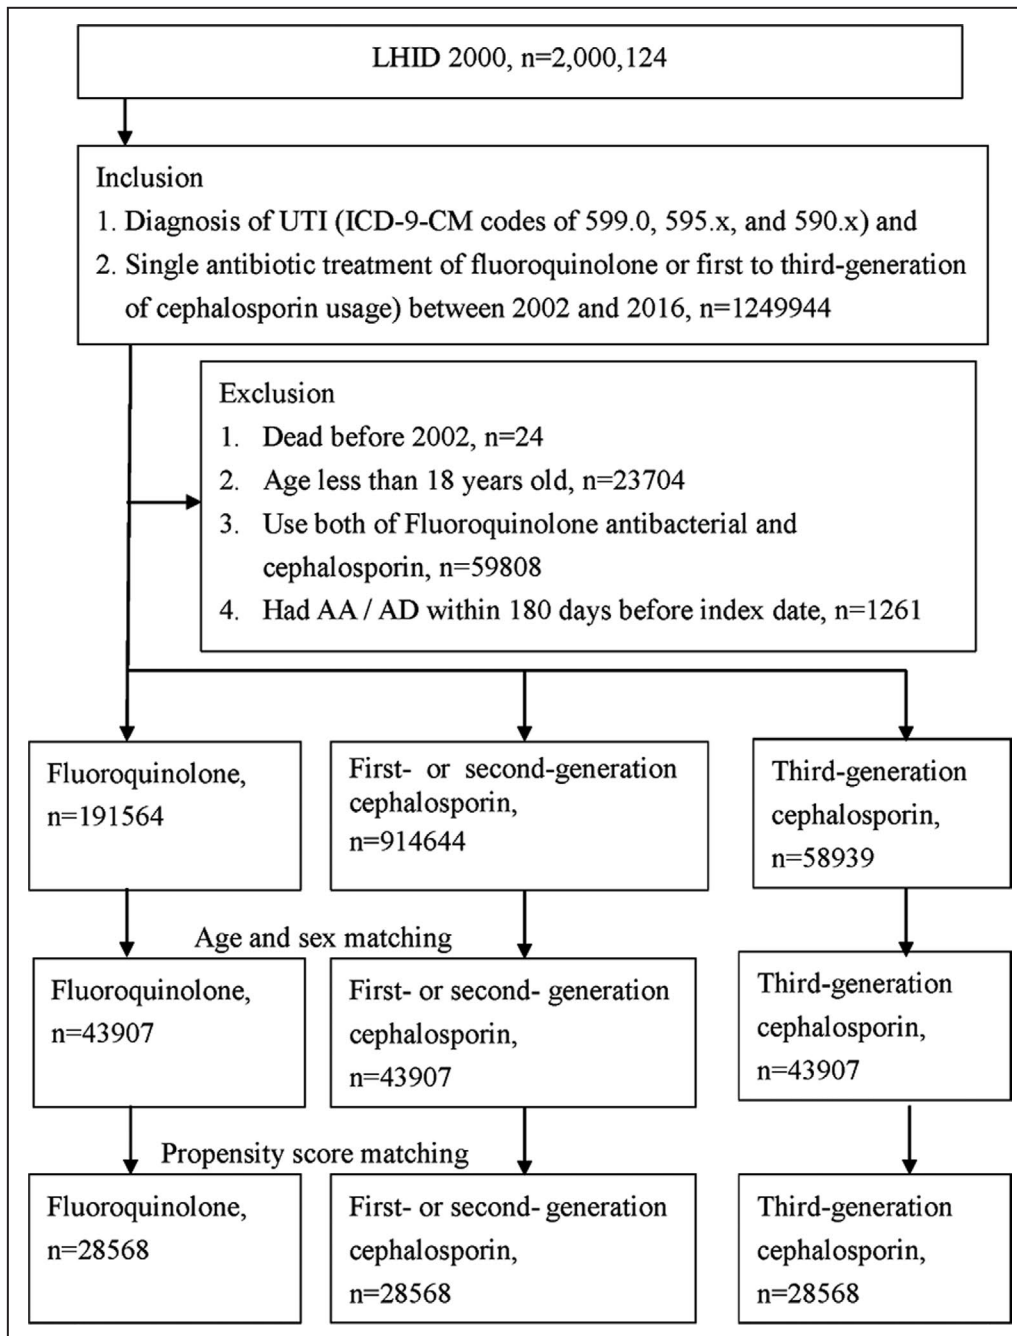 LHID 2000, n=2,000,124
Inclusion
1. Diagnosis of UTI (ICD-9-CM codes of 599.0, 595.x, and 590.x) and
2. Single antibiotic treatment of fluoroquinolone or first to third-generation
of cephalosporin usage) between 2002 and 2016, n=1249944
Exclusion
1. Dead before 2002, n=24
2. Age less than 18 years old, n=23704
3. Use both of Fluoroquinolone antibacterial and
cephalosporin, n=59808
4. Had AA / AD within 180 days before index date, n=1261
Fluoroquinolone,
n=191564
First- or second-generation
cephalosporin,
n=914644
Third-generation
cephalosporin,
n=58939
Age and sex matching
Fluoroquinolone,
n=43907
First- or second- generation
cephalosporin,
n=43907
Third-generation
cephalosporin,
n=43907
Propensity score matching
Fluoroquinolone,
n=28568
First- or second- generation
cephalosporin,
n=28568
Third-generation
cephalosporin,
n=28568